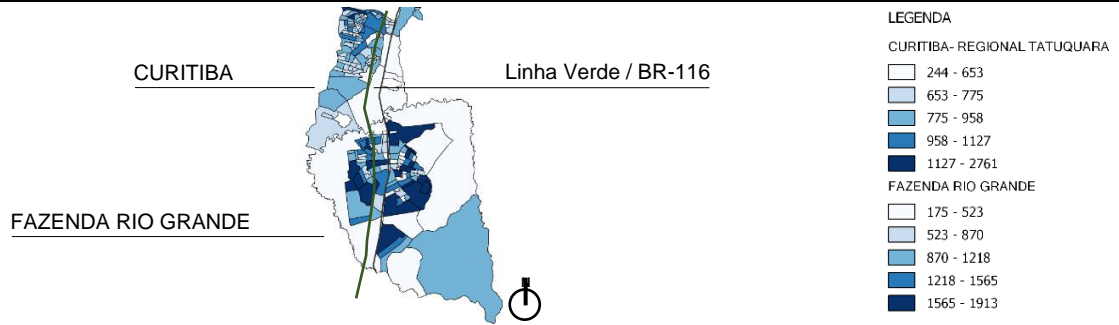 CURITIBA
Linha Verde / BR-116
FAZENDA RIO GRANDE
LEGENDA
CURITIBA- REGIONAL TATUQUARA
244 - 653
653 - 775
775 - 958
958 - 1127
1127 - 2761
FAZENDA RIO GRANDE
175 - 523
523 - 870
870 - 1218
1218 - 1565
1565 - 1913